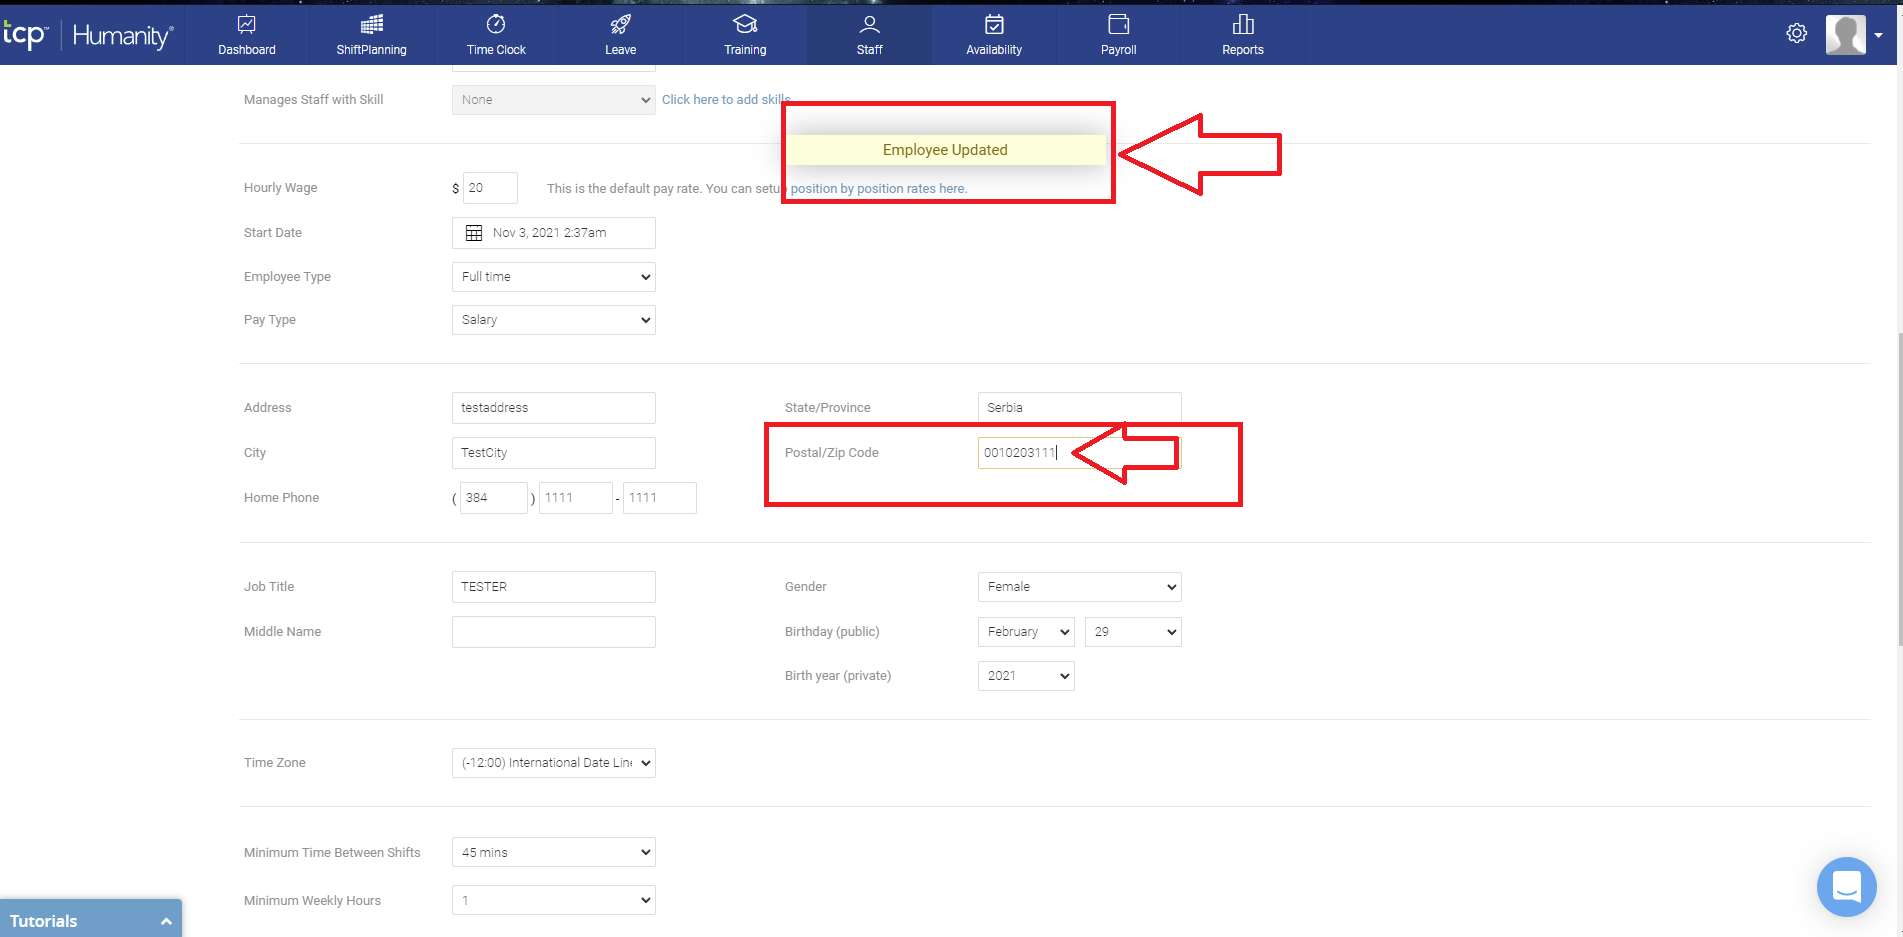 tcp™ Humanity®
Dashboard ShiftPlanning Time Clock Leave Training Staff Availability Payroll Reports
Manages Staff with Skill None Click here to add skills
Employee Updated
Hourly Wage $ 20 This is the default pay rate. You can setup position by position rates here.
Start Date Nov 3, 2021 2:37am
Employee Type Full time
Pay Type Salary
Address testaddress State/Province Serbia
City TestCity Postal/Zip Code 0010203111
Home Phone ( 384 ) 1111 - 1111
Job Title TESTER Gender Female
Middle Name Birthday (public) February 29
Birth year (private) 2021
Time Zone (-12:00) International Date Line
Minimum Time Between Shifts 45 mins
Minimum Weekly Hours 1
Tutorials